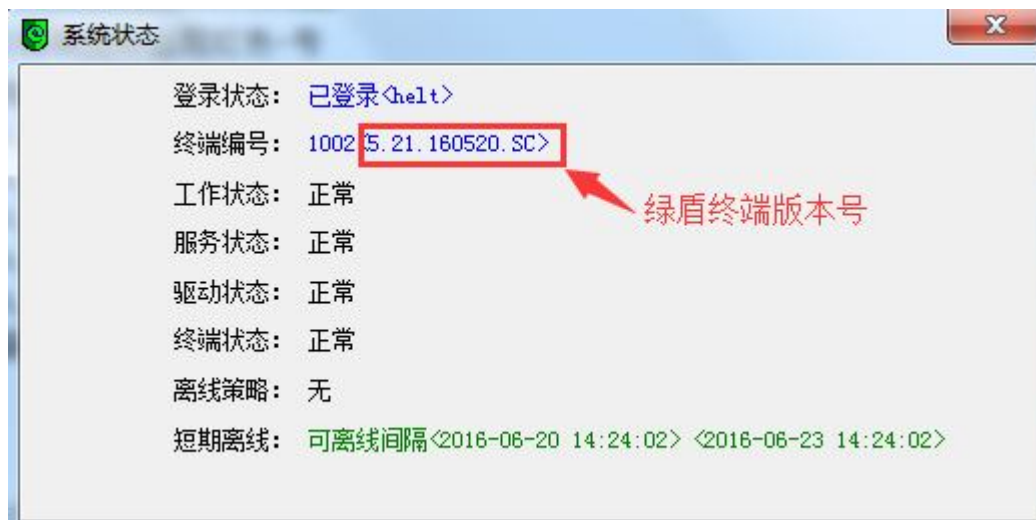 系统状态
登录状态： 已登录<helt>
终端编号： 1002<5.21.160520.SC>
工作状态： 正常
绿盾终端版本号
服务状态： 正常
驱动状态： 正常
终端状态： 正常
离线策略： 无
短期离线： 可离线间隔<2016-06-20 14:24:02> <2016-06-23 14:24:02>